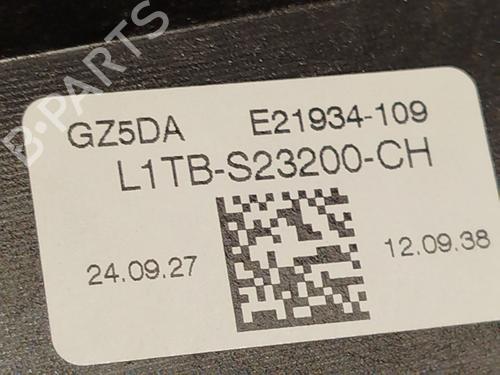 B-PARTS
GZ5DA E21934-109
L1TB-S23200-CH
24.09.27 12.09.38